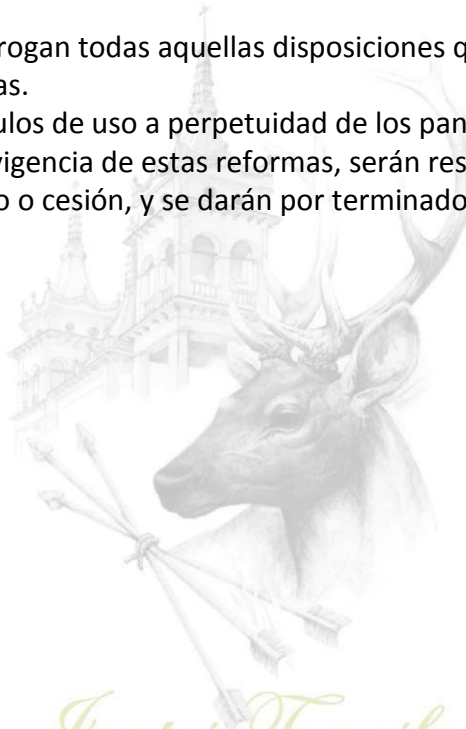 rogan todas aquellas disposiciones q
as.
ulos de uso a perpetuidad de los pan
vigencia de estas reformas, serán res
o o cesión, y se darán por terminado